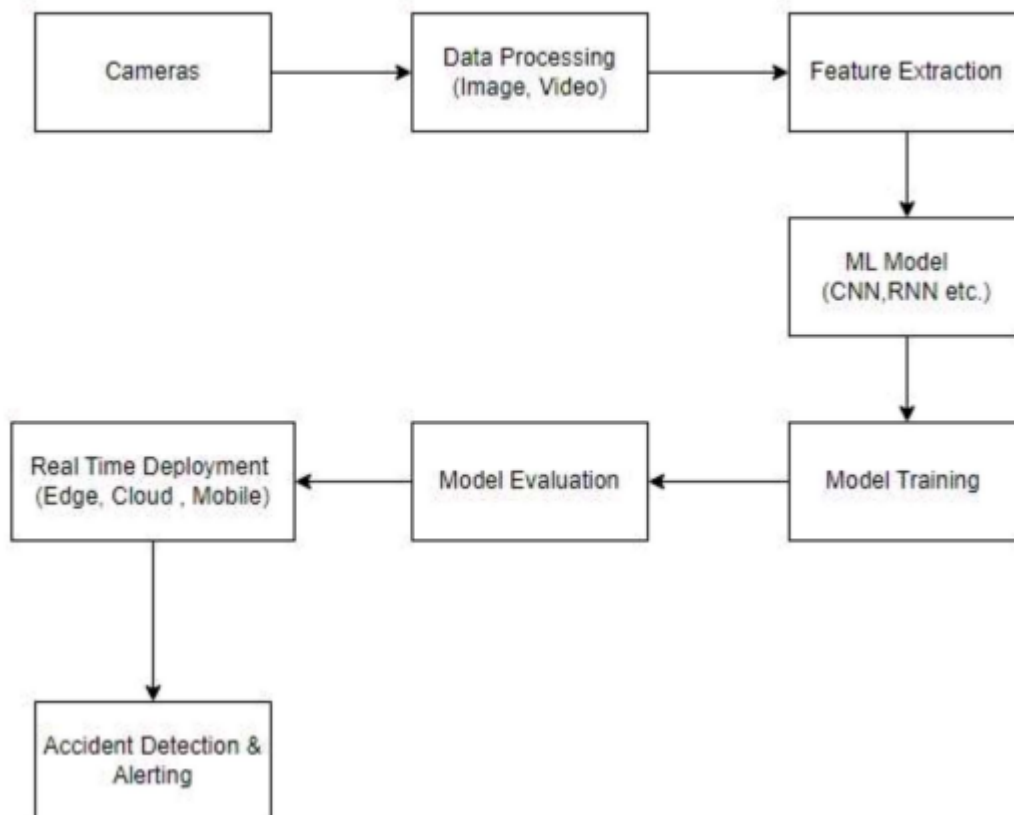 Cameras
Data Processing
(Image, Video)
Feature Extraction
ML Model
(CNN,RNN etc.)
Model Training
Model Evaluation
Real Time Deployment
(Edge, Cloud , Mobile)
Accident Detection &
Alerting